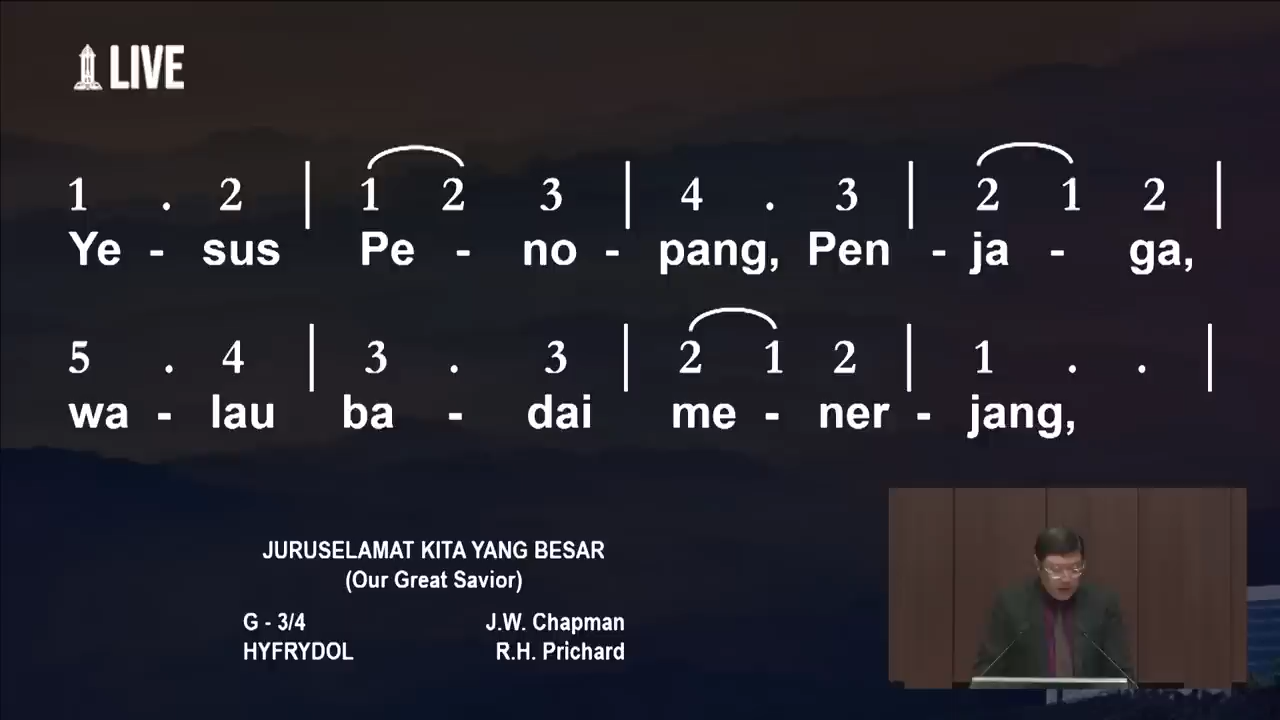 LIVE
1 . 2 | 1 2 3 | 4 . 3 | 2 1 2 |
Ye - sus Pe - no - pang, Pen - ja - ga,
5 . 4 | 3 . 3 | 2 1 2 | 1 . . |
wa - lau ba - dai me - ner - jang,
JURUSELAMAT KITA YANG BESAR
(Our Great Savior)
G - 3/4 J.W. Chapman
HYFRYDOL R.H. Prichard